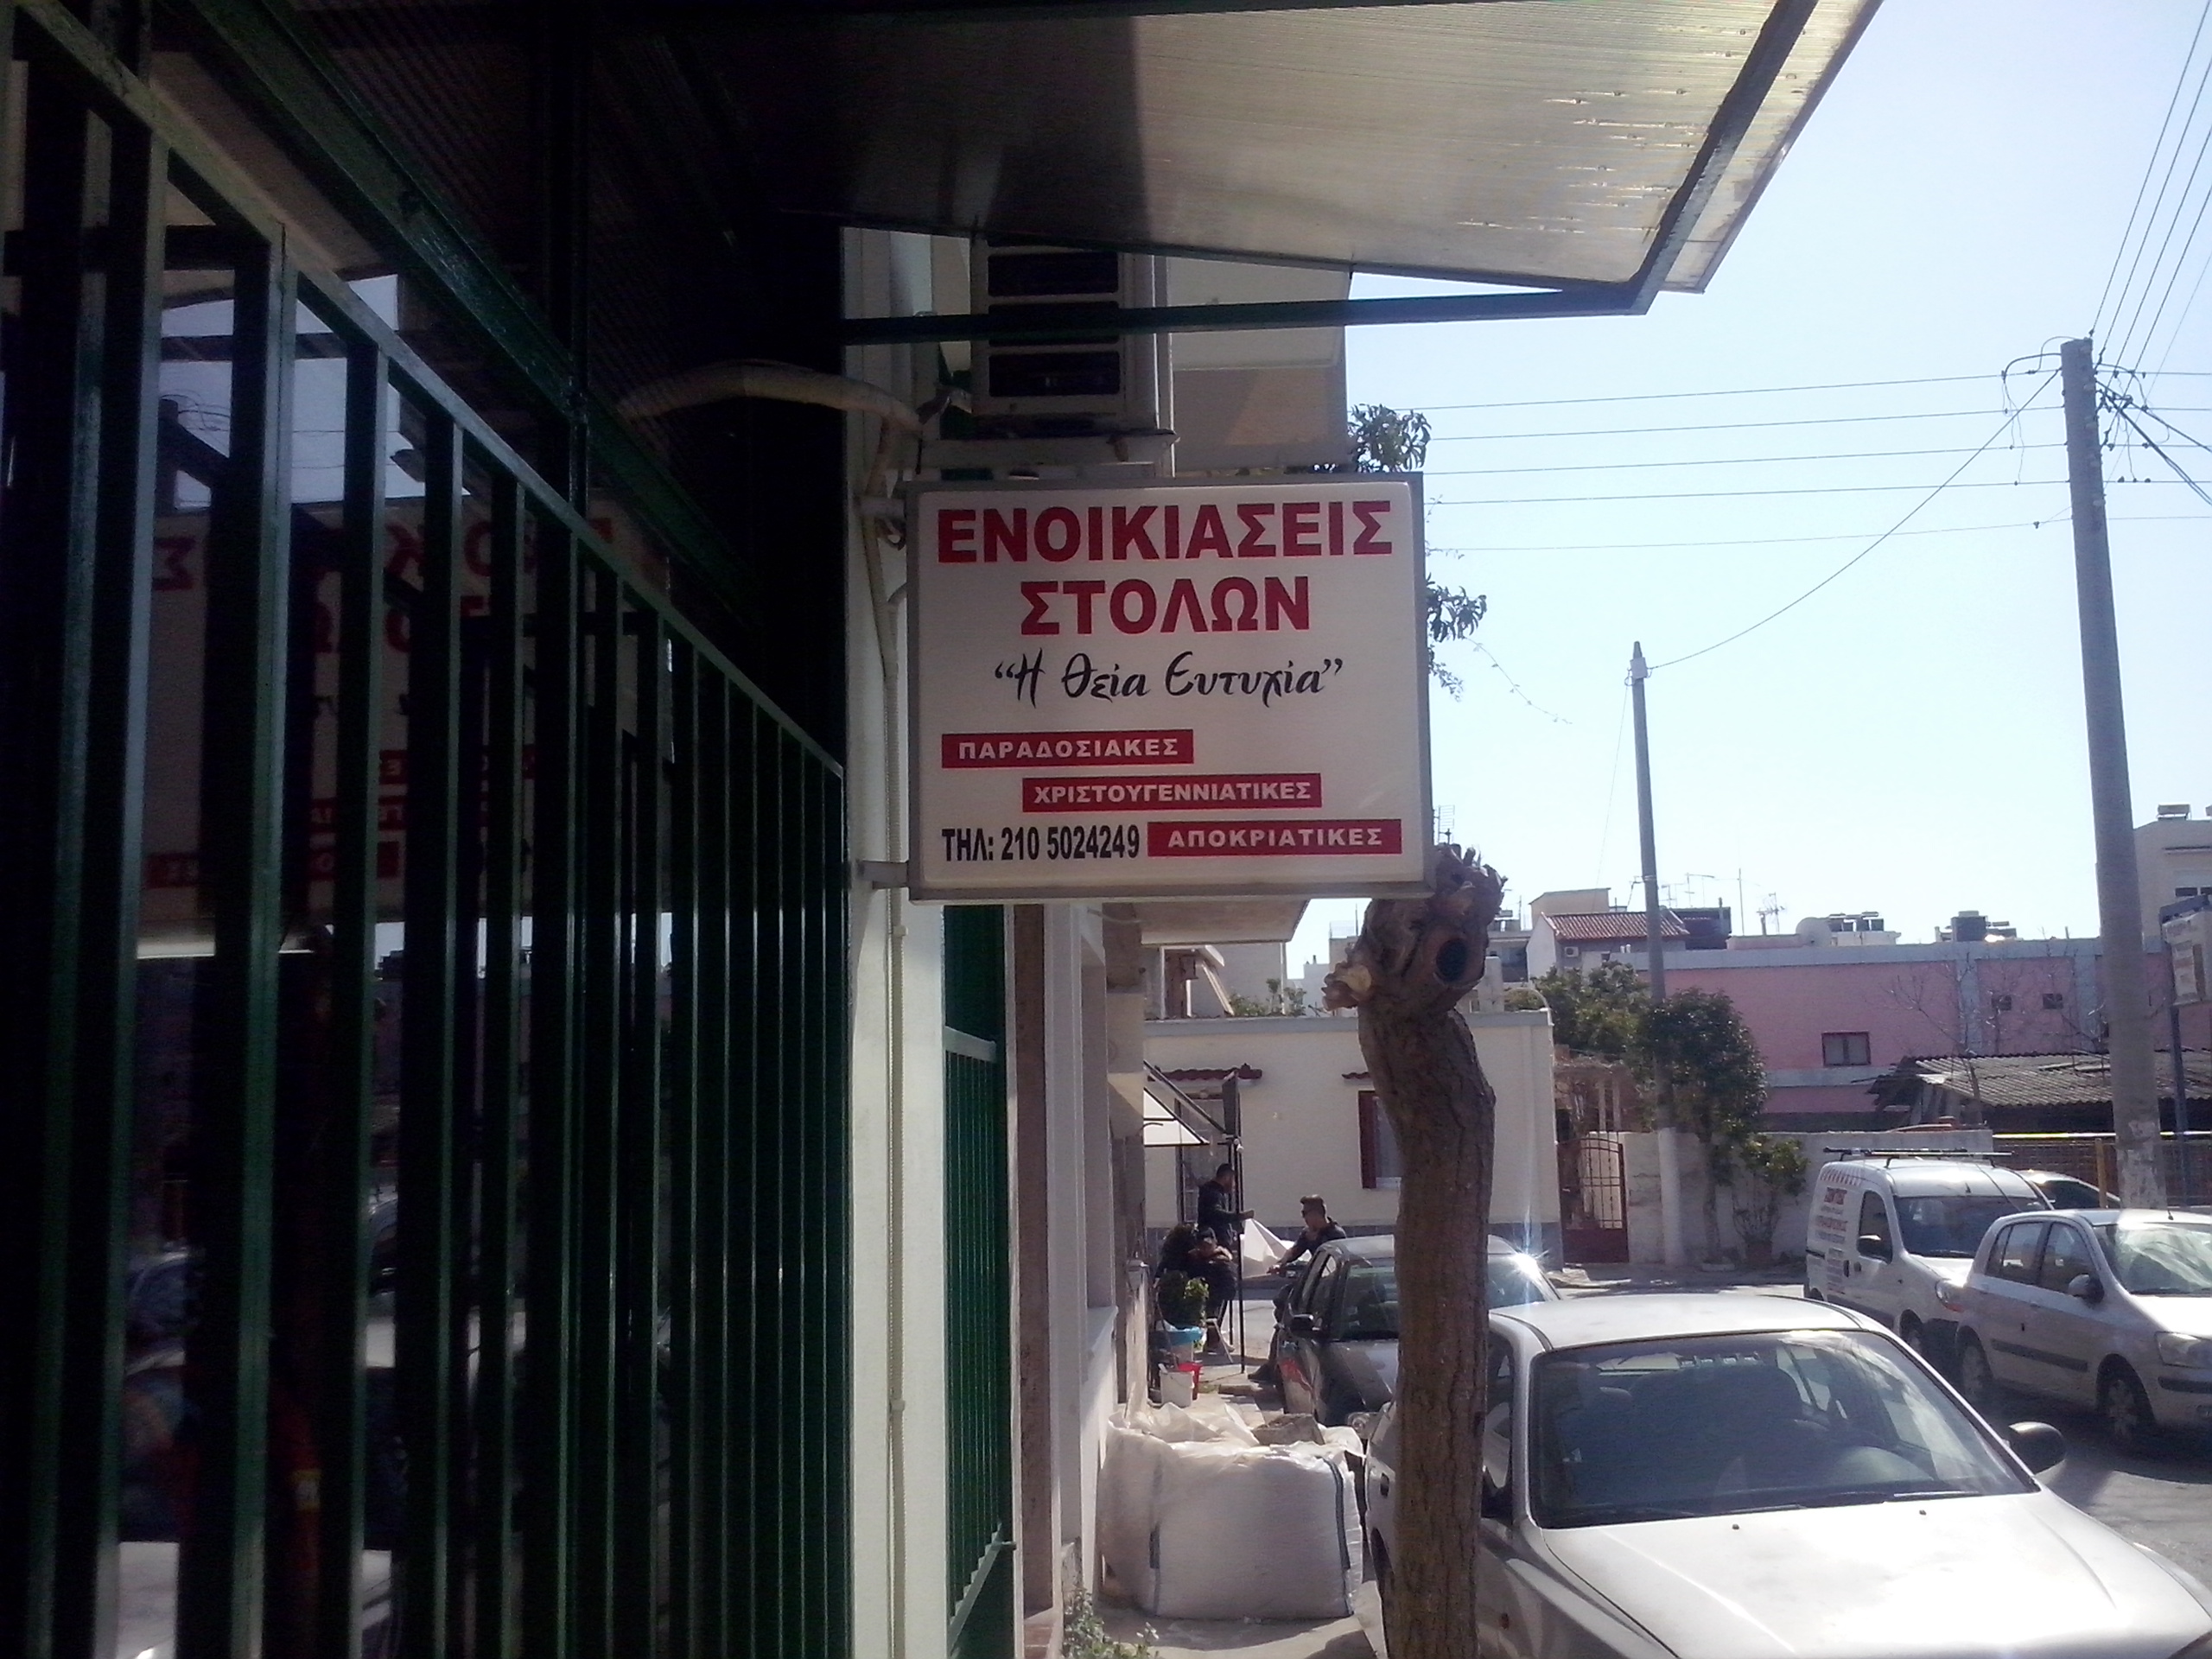 ΕΝΟΙΚΙΑΣΕΙΣ
ΣΤΟΛΩΝ
“Η Θεία Ευτυχία”
ΠΑΡΑΔΟΣΙΑΚΕΣ
ΧΡΙΣΤΟΥΓΕΝΝΙΑΤΙΚΕΣ
ΤΗΛ: 210 5024249 ΑΠΟΚΡΙΑΤΙΚΕΣ